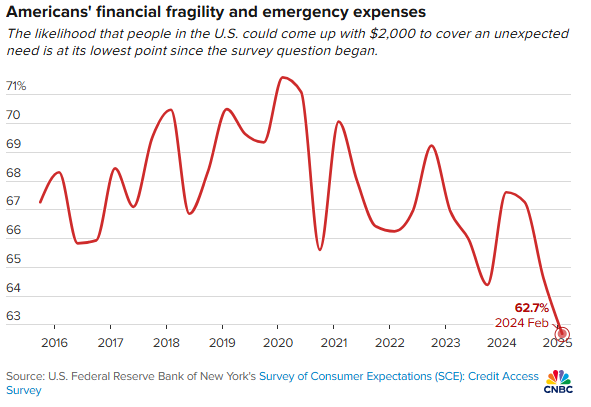 Americans' financial fragility and emergency expenses
The likelihood that people in the U.S. could come up with $2,000 to cover an unexpected
need is at its lowest point since the survey question began.
71%
70
69
68
67
66
65
64
63
62.7%
2024 Feb
2016 2017 2018 2019 2020 2021 2022 2023 2024 2025
Source: U.S. Federal Reserve Bank of New York's Survey of Consumer Expectations (SCE): Credit Access
Survey
CNBC